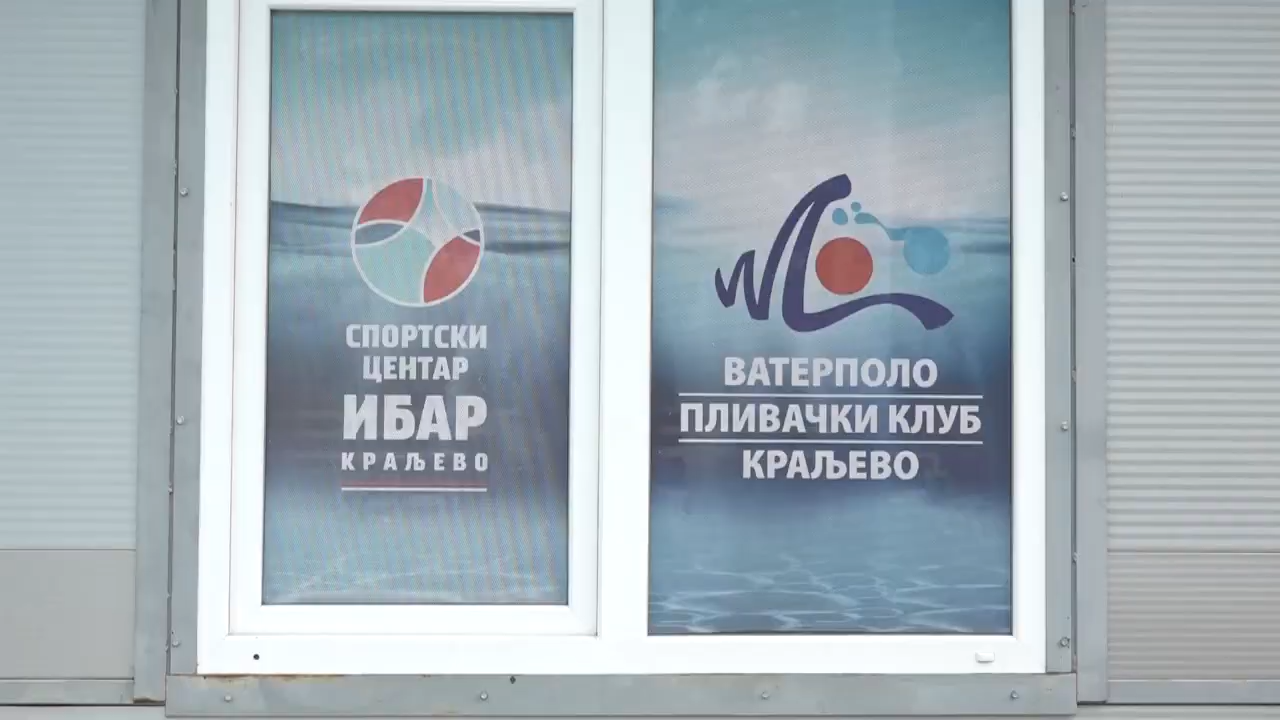 СПОРТСКИ
ЦЕНТАР
ИБАР
КРАЉЕВО
ВАТЕРПОЛО
ПЛИВАЧКИ КЛУБ
КРАЉЕВО